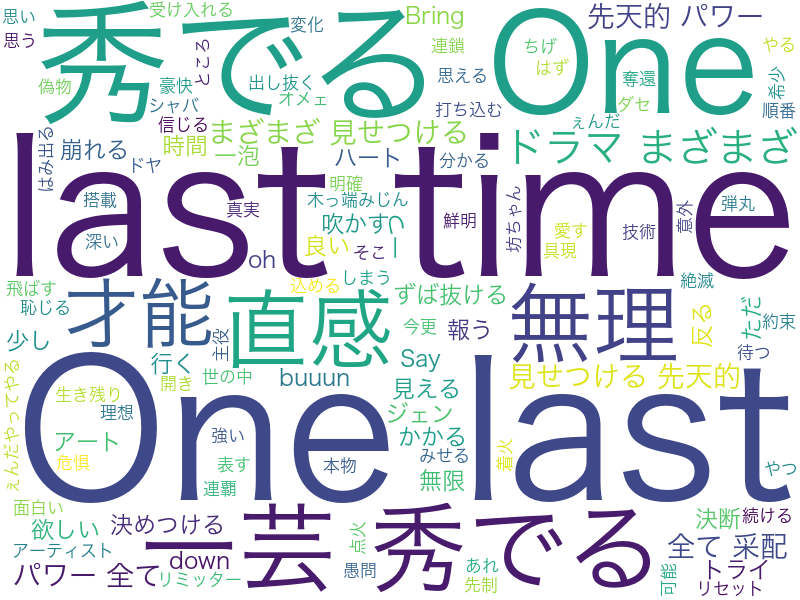 思い 受け入れる 変化 Bring 先天的 パワー
思う 秀でる One 連鎖 ちげ やる
ること 偽物 豪快 出し抜く 思える はず 奪還 希少
シャバ オメェ 打ち込む ダセ 順番
信じる まざまざ 見せつける えんだ
はみ出る 崩れる 時間 一泡 ハート 分かる ドラマ まざまざ
ドヤ 明確
last time
搭載 真実 木っ端みじん 鮮明 坊ちゃん 愛す 技術 意外 弾丸
深い 吹かす じー 具現
oh 良い そこ 絶滅
飛ばす 才能 直感 込める しまう 無理
恥じる ずば抜ける 反る ただ 約束
少し 主役 今更 報う 待つ
行く 世の中 Say 見せつける 先天的
えんだやってやる 生き残り 開き buuun 見える
One last
理想 ジェン
アート 強い かかる
危惧 表す 本物 みせる 着火 やつ
連覇 無限
面白い
欲しい 決めつける 一芸 秀でる 決断 続ける
アーティスト down 点火 あれ 全て 采配
パワー 全て リミッター 愚問 先制 可能 トライ
リセット